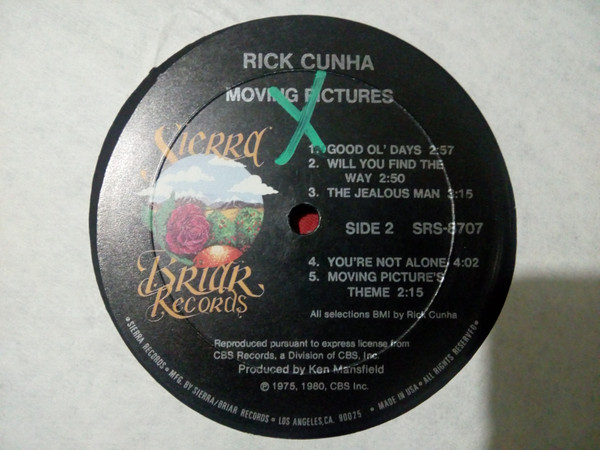 RICK CUNHA
MOVING PICTURES
Sierra
Briar
Records
1. GOOD OL' DAYS 2:57
2. WILL YOU FIND THE
WAY 2:50
3. THE JEALOUS MAN 3:15
SIDE 2 SRS-8707
4. YOU'RE NOT ALONE 4:02
5. MOVING PICTURE'S
THEME 2:15
All selections BMI by Rick Cunha
Reproduced pursuant to express license from
CBS Records, a Division of CBS, Inc.
Produced by Ken Mansfield
℗ 1975, 1980, CBS Inc.
* SIERRA RECORDS * MFG. BY SIERRA/BRIAR RECORDS * LOS ANGELES, CA. 90025 * MADE IN USA * ALL RIGHTS RESERVED *
X